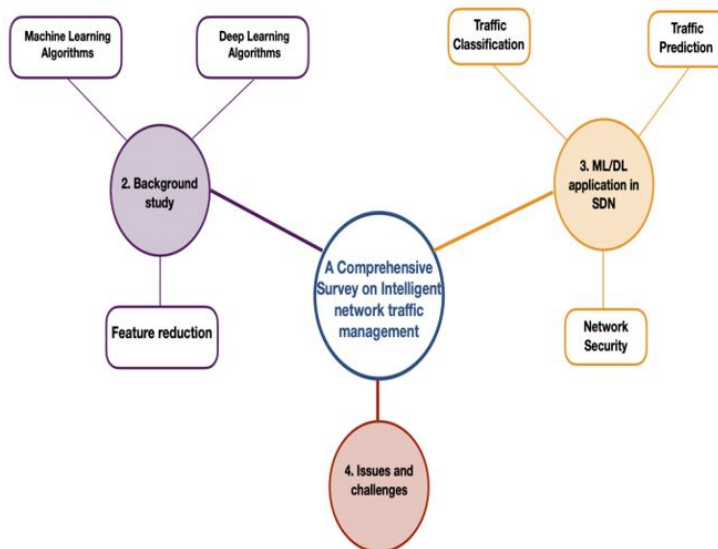 Machine Learning
Algorithms
Deep Learning
Algorithms
2. Background
study
Feature reduction
A Comprehensive
Survey on Intelligent
network traffic
management
Traffic
Classification
Traffic
Prediction
3. ML/DL
application in
SDN
Network
Security
4. Issues and
challenges